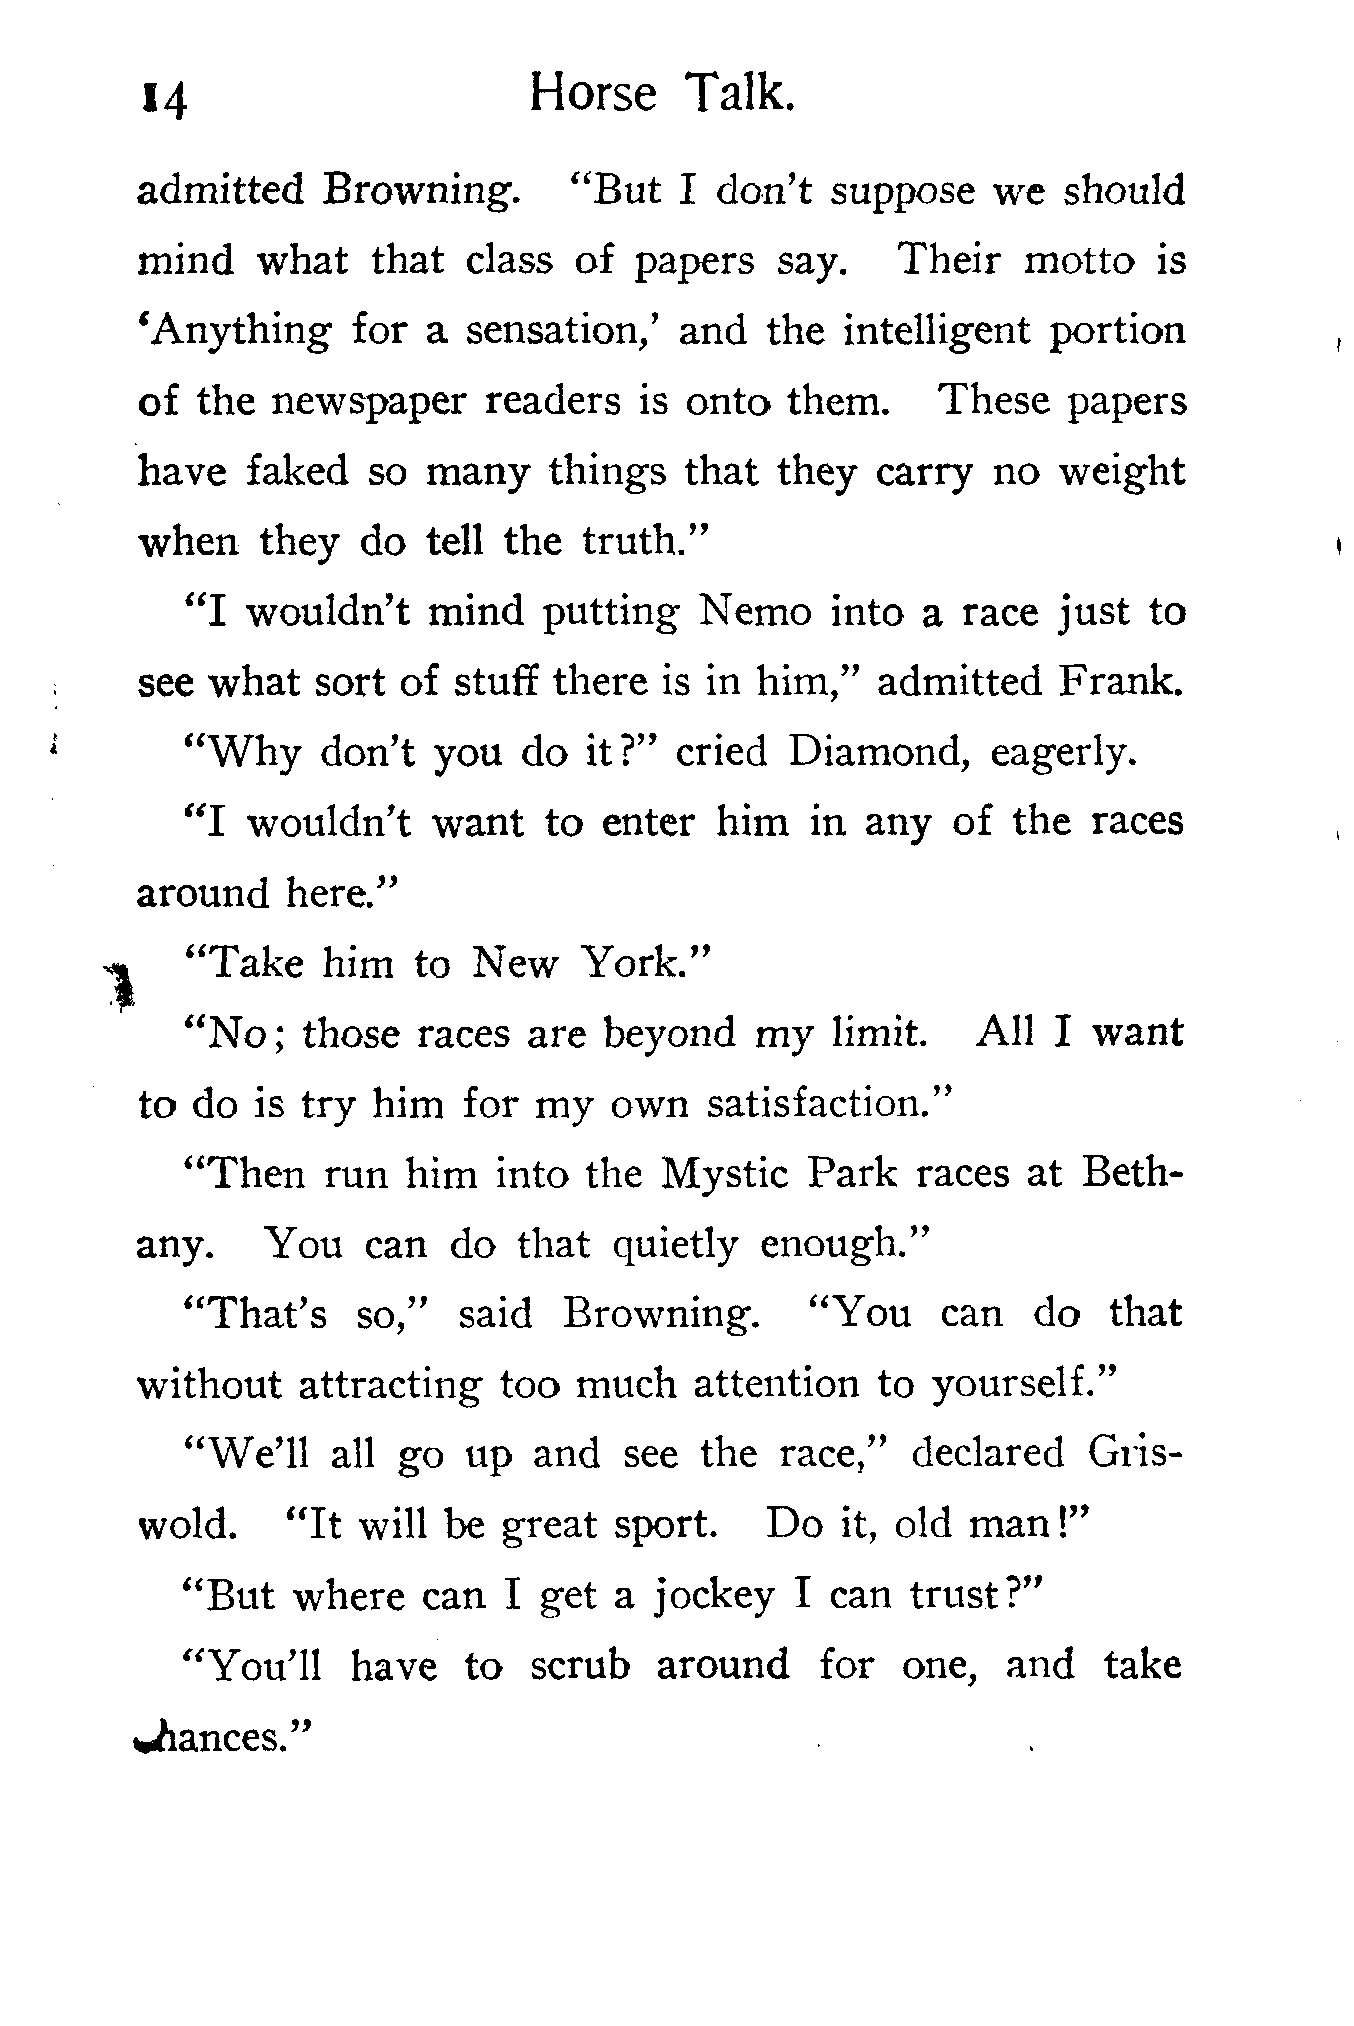 14 Horse Talk.
admitted Browning. “But I don’t suppose we should
mind what that class of papers say. Their motto is
‘Anything for a sensation,’ and the intelligent portion
of the newspaper readers is onto them. These papers
have faked so many things that they carry no weight
when they do tell the truth.”
“I wouldn’t mind putting Nemo into a race just to
see what sort of stuff there is in him,” admitted Frank.
“Why don’t you do it?” cried Diamond, eagerly.
“I wouldn’t want to enter him in any of the races
around here.”
“Take him to New York.”
“No; those races are beyond my limit. All I want
to do is try him for my own satisfaction.”
“Then run him into the Mystic Park races at Beth-
any. You can do that quietly enough.”
“That’s so,” said Browning. “You can do that
without attracting too much attention to yourself.”
“We’ll all go up and see the race,” declared Gris-
wold. “It will be great sport. Do it, old man!”
“But where can I get a jockey I can trust?”
“You’ll have to scrub around for one, and take
chances.”